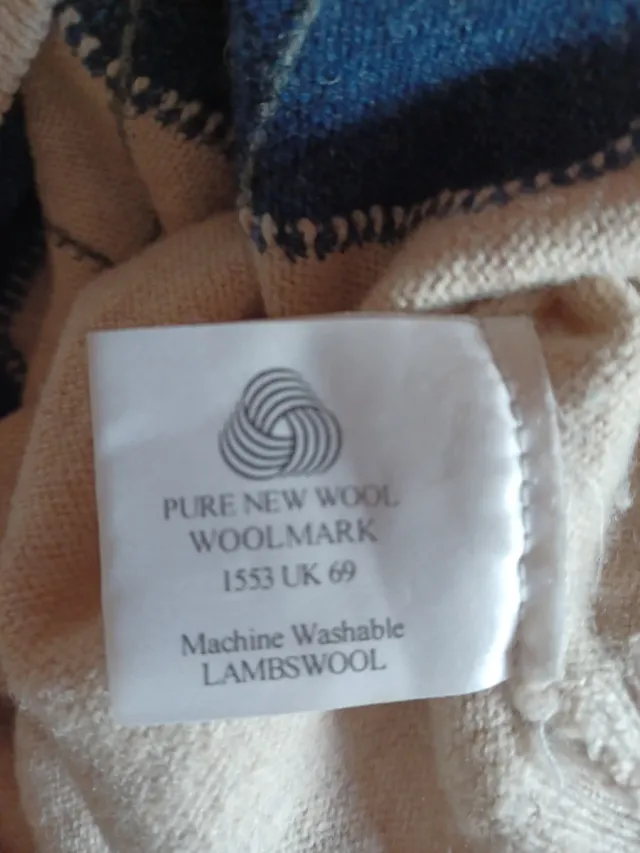 PURE NEW WOOL
WOOLMARK
1553 UK 69
Machine Washable
LAMBSWOOL